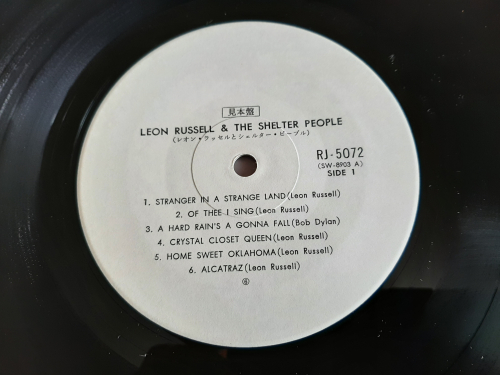 見本盤
LEON RUSSELL & THE SHELTER PEOPLE
(レオン・ラッセルとシェルター・ピープル)
RJ-5072
(SW-8903 A)
SIDE 1
1. STRANGER IN A STRANGE LAND (Leon Russell)
2. OF THEE I SING (Leon Russell)
3. A HARD RAIN'S A GONNA FALL (Bob Dylan)
4. CRYSTAL CLOSET QUEEN (Leon Russell)
5. HOME SWEET OKLAHOMA (Leon Russell)
6. ALCATRAZ (Leon Russell)